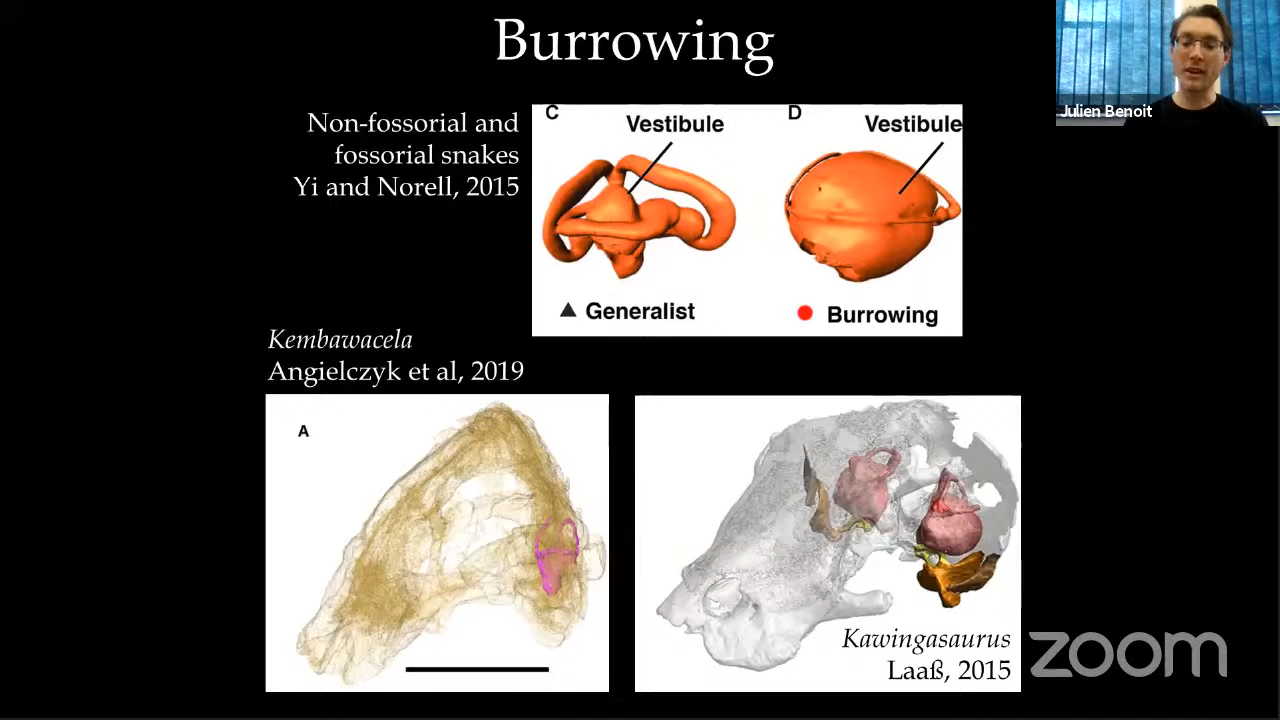 Burrowing
Julien Benoit
Non-fossorial and
fossorial snakes
Yi and Norell, 2015
C
Vestibule
D
Vestibule
Generalist
Burrowing
Kembawacela
Angielczyk et al, 2019
A
Kawingasaurus
Laaß, 2015
zoom